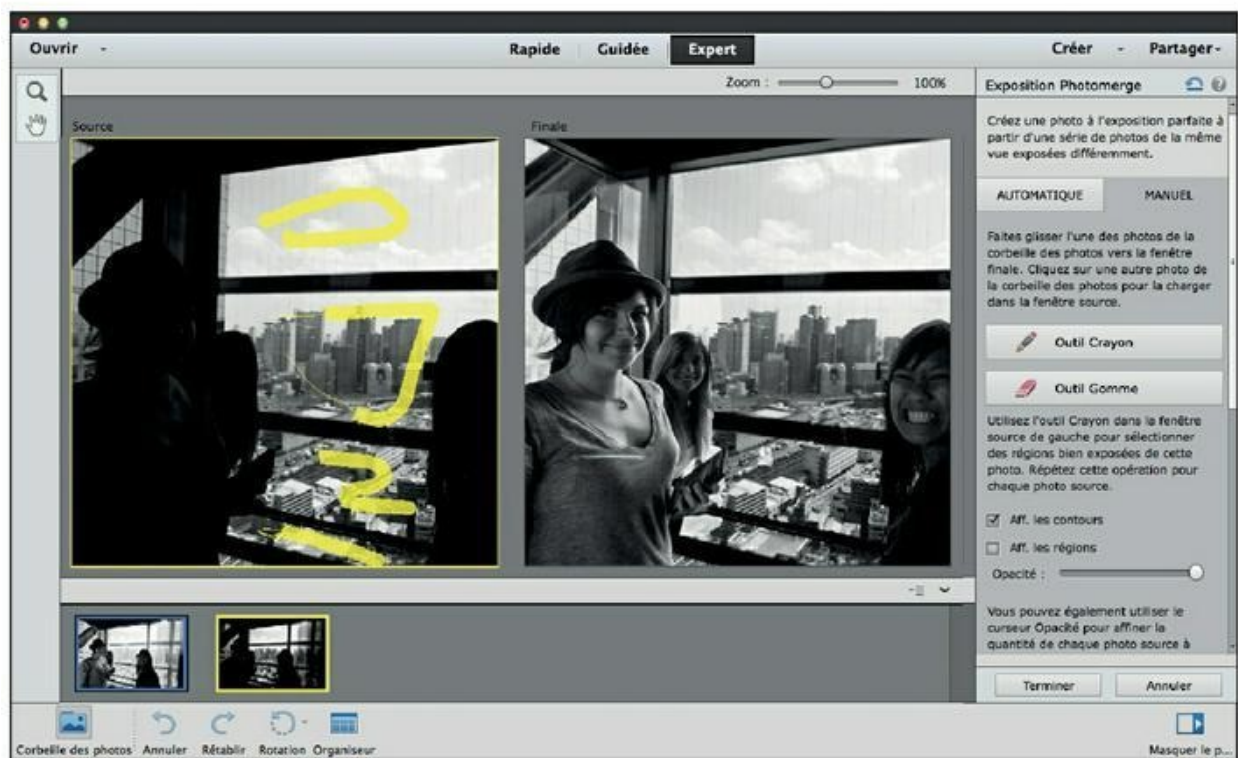 Ouvrir
Rapide Guidée Expert
Créer Partager
Zoom : 100%
Exposition Photomerge
Source
Finale
Créez une photo à l'exposition parfaite à
partir d'une série de photos de la même
vue exposées différemment.
AUTOMATIQUE MANUEL
Faites glisser l'une des photos de la
corbeille des photos vers la fenêtre
finale. Cliquez sur une autre photo de
la corbeille des photos pour la charger
dans la fenêtre source.
Outil Crayon
Outil Gomme
Utilisez l'outil Crayon dans la fenêtre
source de gauche pour sélectionner
des régions bien exposées de cette
photo. Répétez cette opération pour
chaque photo source.
Aff. les contours
Aff. les régions
Opacité :
Vous pouvez également utiliser le
curseur Opacité pour affiner la
quantité de chaque photo source à
Terminer Annuler
Corbeille des photos Annuler Rétablir Rotation Organiseur
Masquer le p...